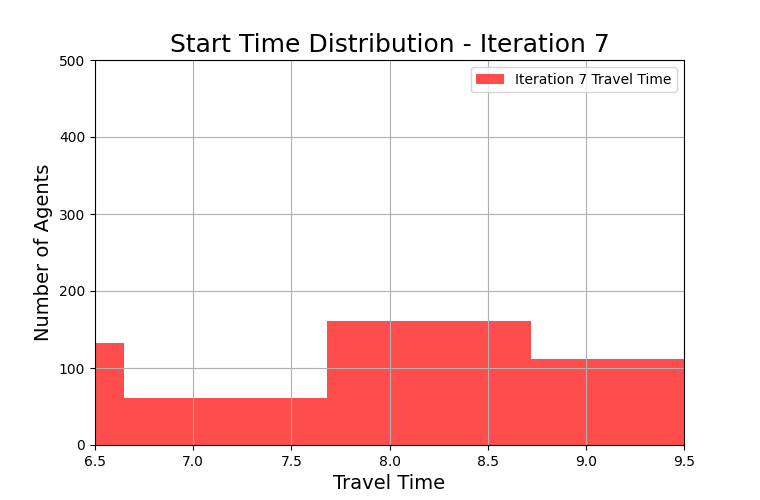 Start Time Distribution - Iteration 7
Iteration 7 Travel Time
Number of Agents
500
400
300
200
100
0
6.5 7.0 7.5 8.0 8.5 9.0 9.5
Travel Time